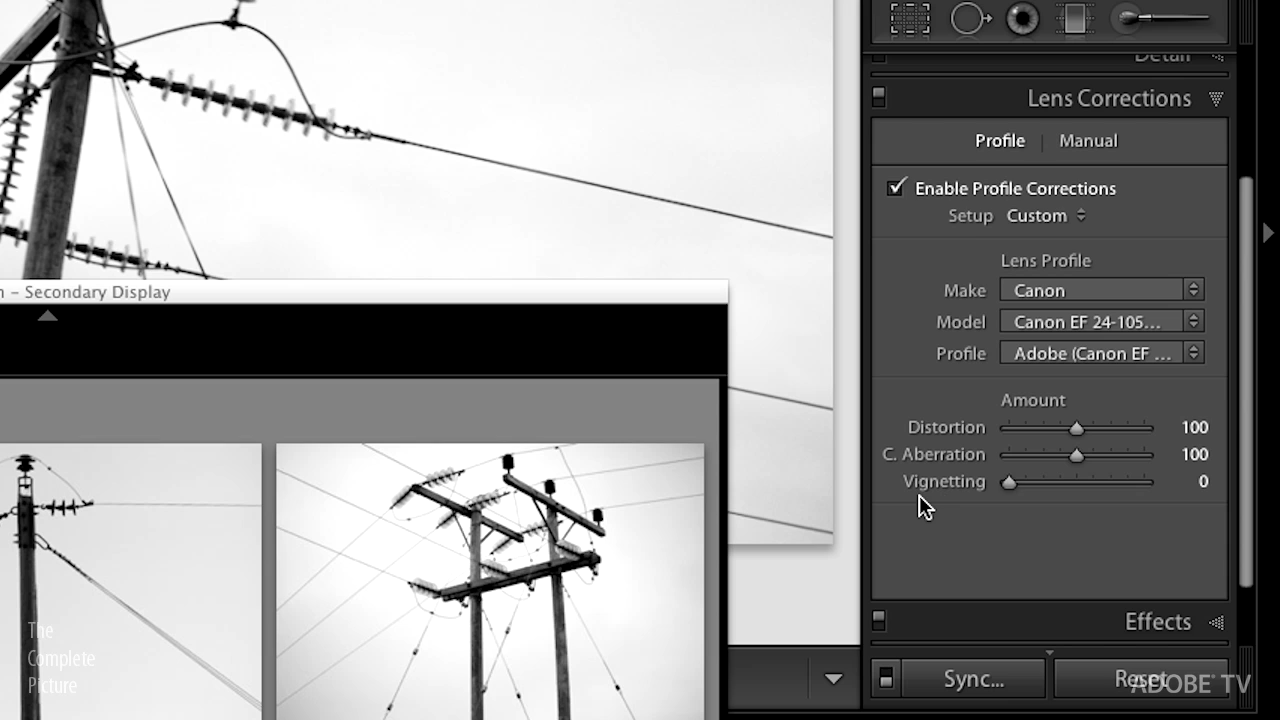 Detail
Lens Corrections
Profile | Manual
Enable Profile Corrections
Setup Custom
Lens Profile
Make Canon
Model Canon EF 24-105...
Profile Adobe (Canon EF ...
Amount
Distortion 100
C. Aberration 100
Vignetting 0
Effects
Sync... Reset
ADOBE TV
– Secondary Display
The
Complete
Picture